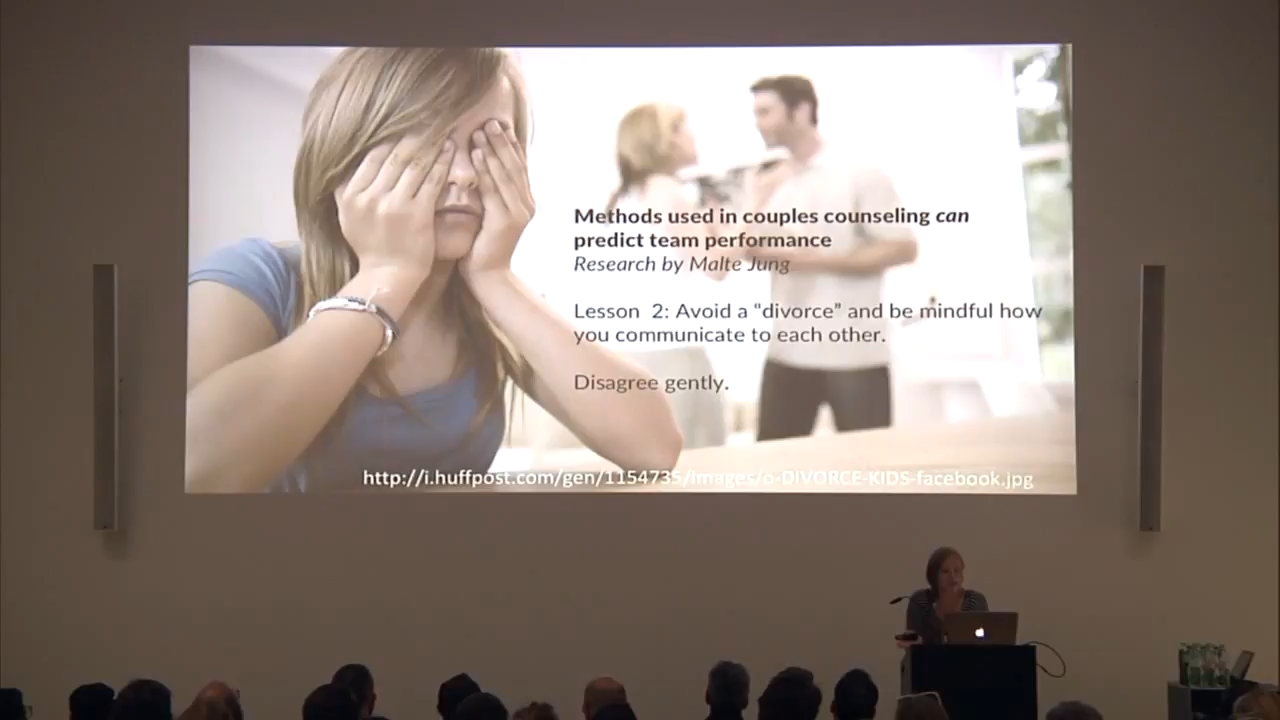 Methods used in couples counseling can
predict team performance
Research by Malte Jung
Lesson 2: Avoid a “divorce” and be mindful how
you communicate to each other.
Disagree gently.
http://i.huffpost.com/gen/1154735/images/o-DIVORCE-KIDS-facebook.jpg